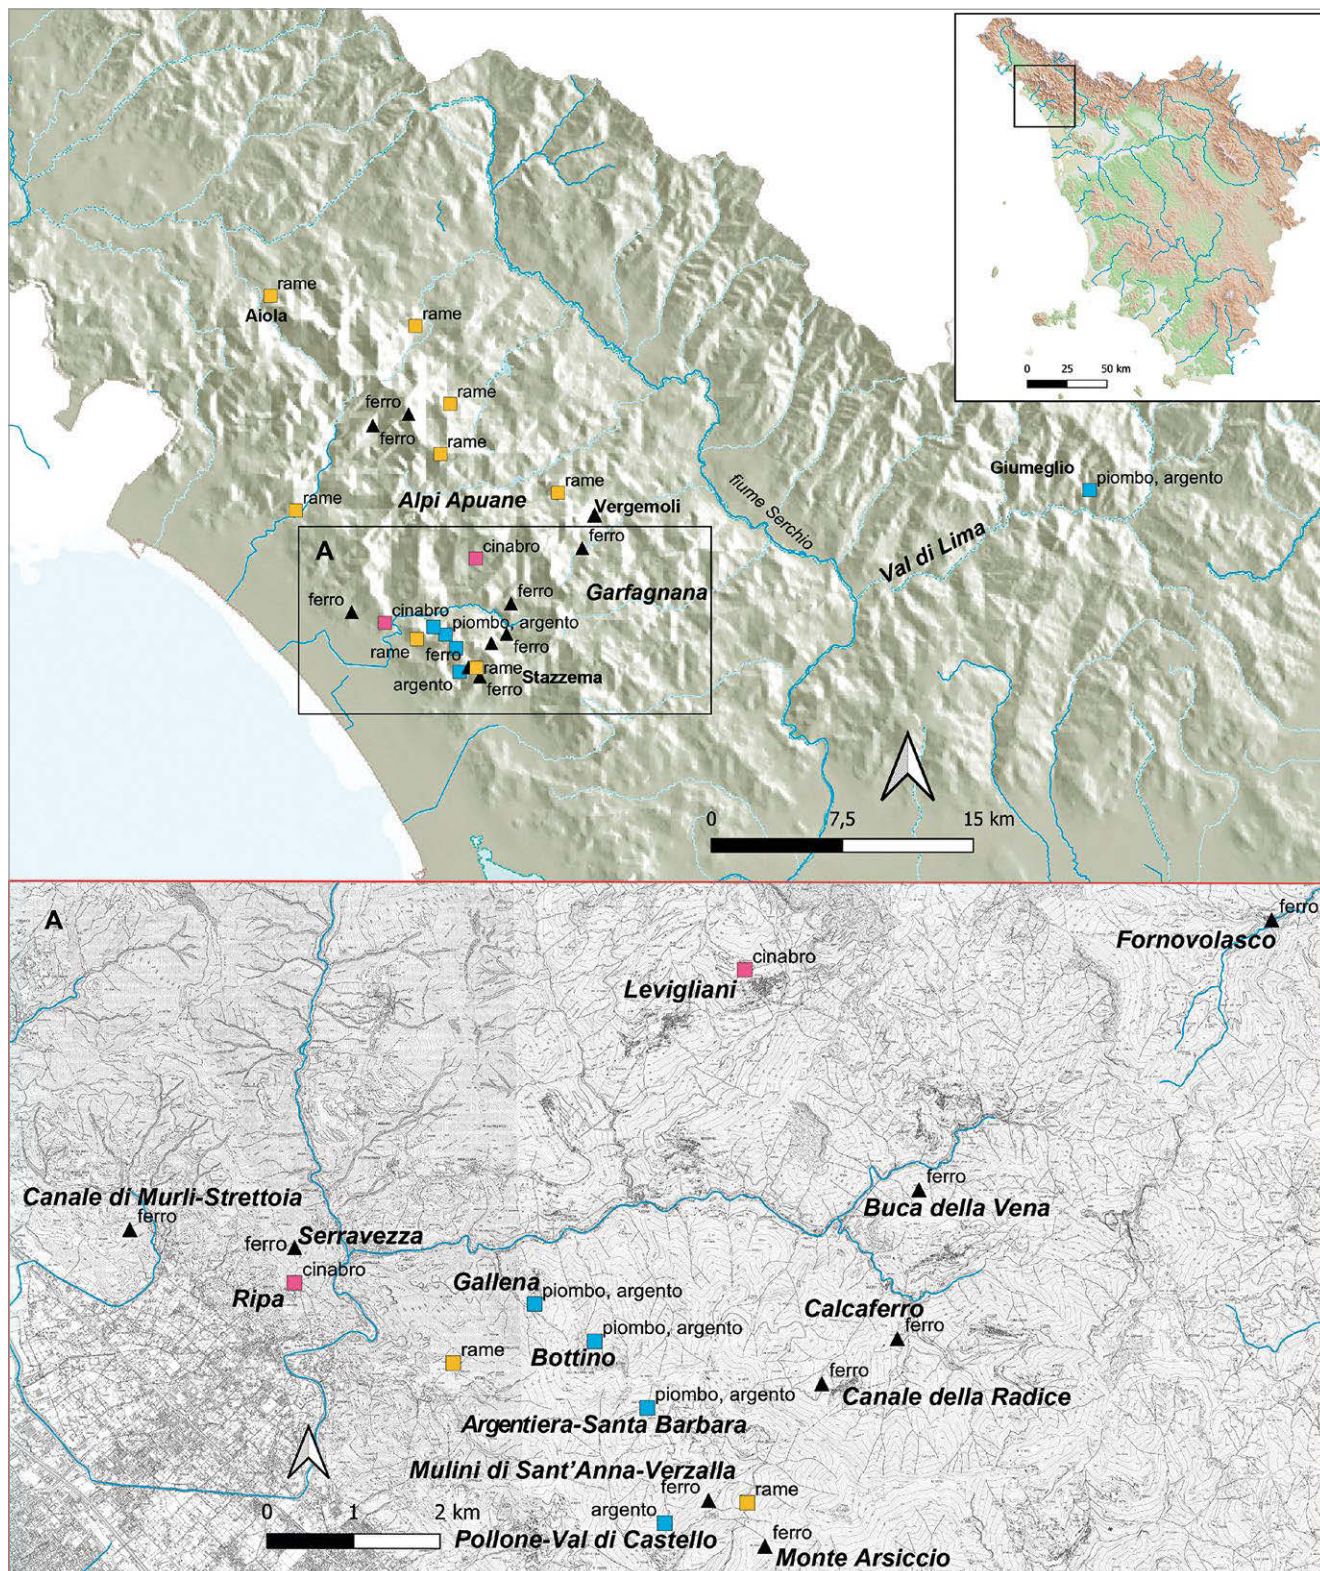 0 25 50 km
rame
Aiola
rame
rame
ferro
ferro
rame
rame
Alpi Apuane
rame
Vergemoli
fiume Serchio
Giumeglio
piombo, argento
Val di Lima
A
cinabro
ferro
Garfagnana
ferro
ferro
cinabro
piombo, argento
rame
ferro
ferro
rame
Stazzema
argento
ferro
0 7,5 15 km
A
ferro
Fornovolasco
cinabro
Levigliani
Canale di Murli-Strettoia
ferro
ferro
Buca della Vena
Serravezza
ferro
cinabro
Ripa
Gallena
piombo, argento
Calcaferro
ferro
piombo, argento
Bottino
rame
ferro
Canale della Radice
piombo, argento
Argentiera-Santa Barbara
Mulini di Sant'Anna-Verzalla
ferro
rame
argento
Pollone-Val di Castello
ferro
Monte Arsiccio
0 1 2 km